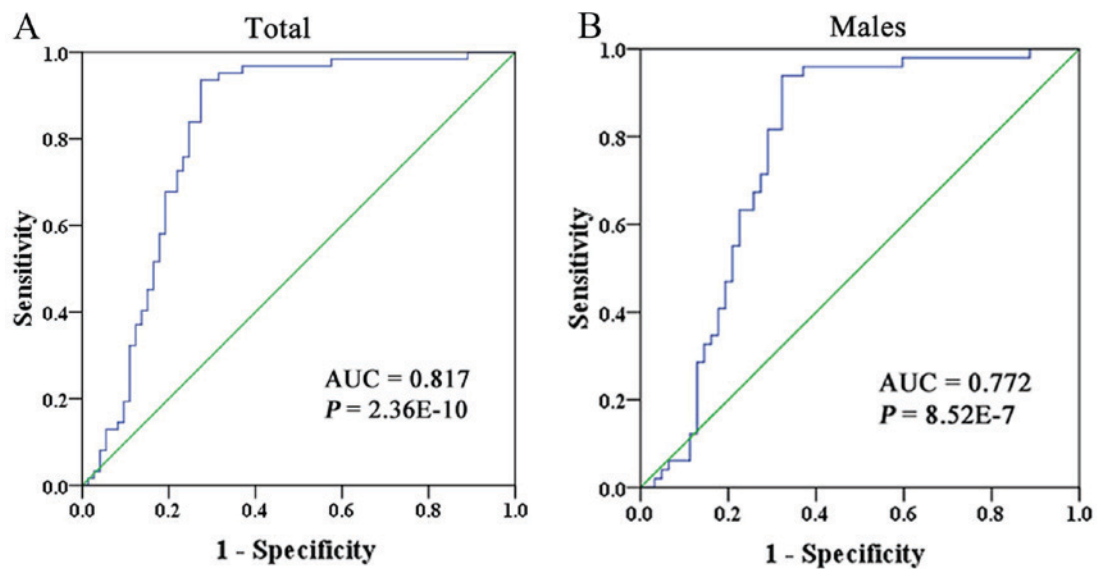 A
Total
1.0
0.8
0.6
0.4
0.2
0.0
Sensitivity
AUC = 0.817
P = 2.36E-10
0.0 0.2 0.4 0.6 0.8 1.0
1 - Specificity
B
Males
1.0
0.8
0.6
0.4
0.2
0.0
Sensitivity
AUC = 0.772
P = 8.52E-7
0.0 0.2 0.4 0.6 0.8 1.0
1 - Specificity